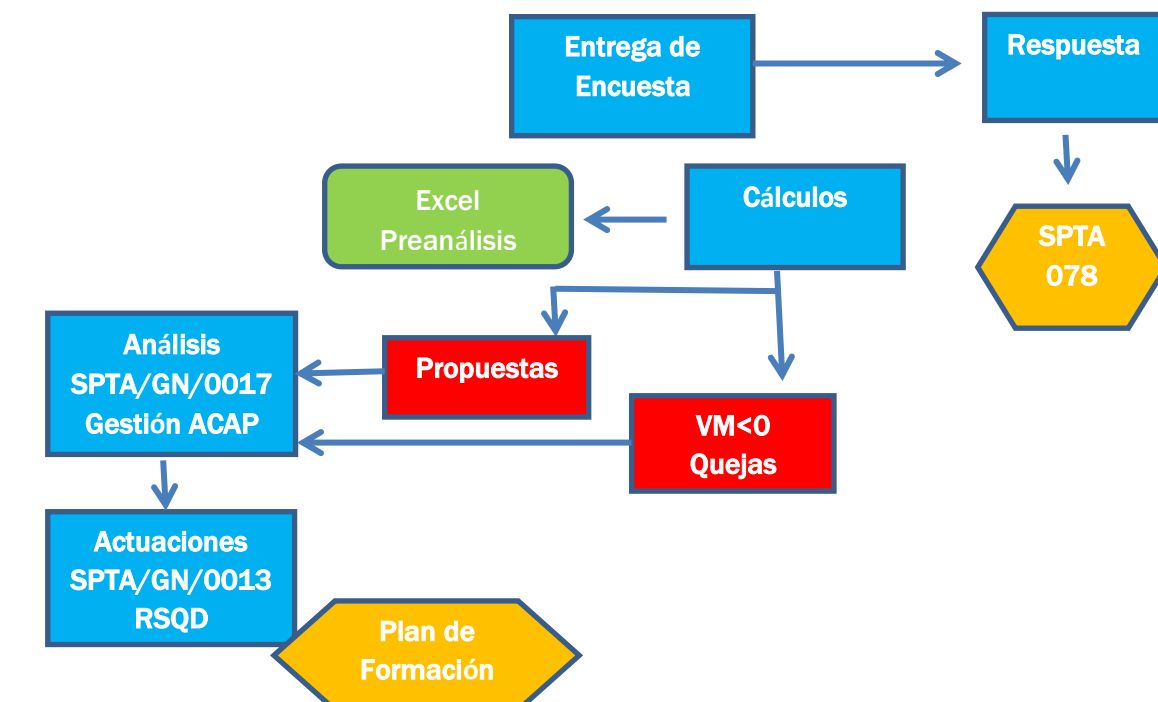 Entrega de
Encuesta
Respuesta
Excel
Preanálisis
Cálculos
SPTA
078
Análisis
SPTA/GN/0017
Gestión ACAP
Propuestas
VM<0
Quejas
Actuaciones
SPTA/GN/0013
RSQD
Plan de
Formación